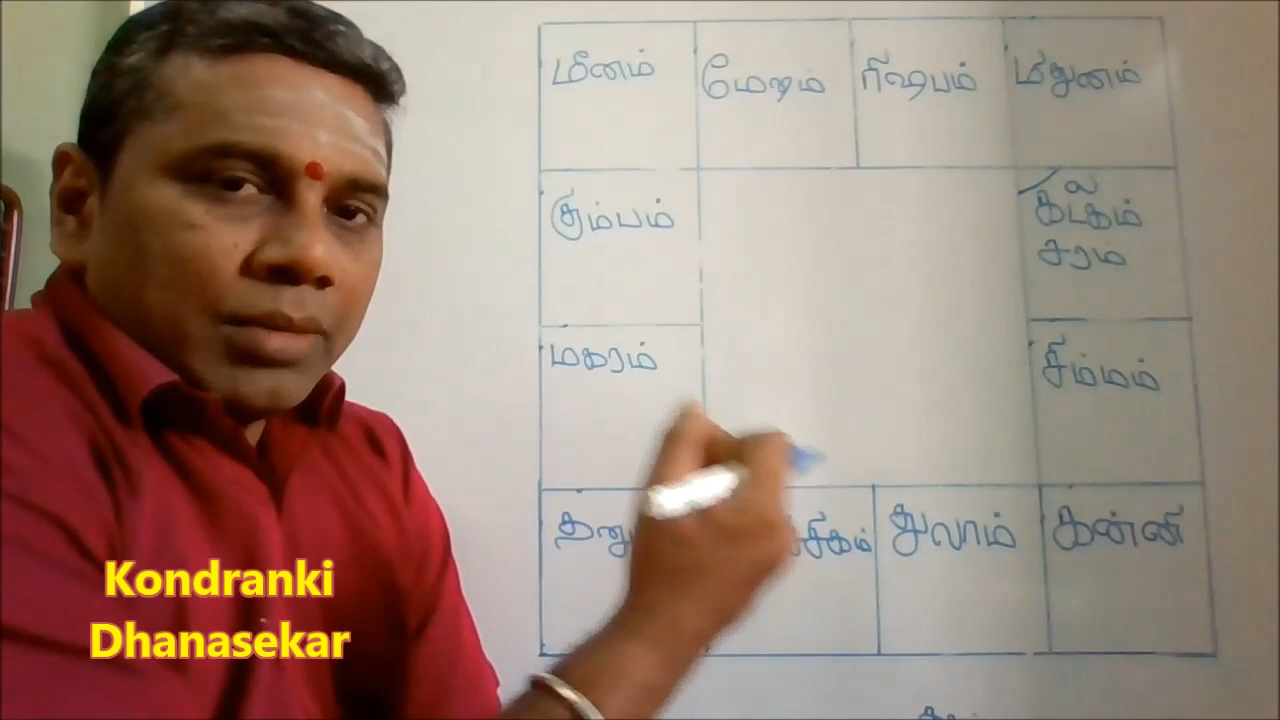 மீனம்
மேஷம்
ரிஷபம்
மிதுனம்
கும்பம்
ல
கடகம்
சரம்
மகரம்
சிம்மம்
துலாம்
கன்னி
Kondranki
Dhanasekar